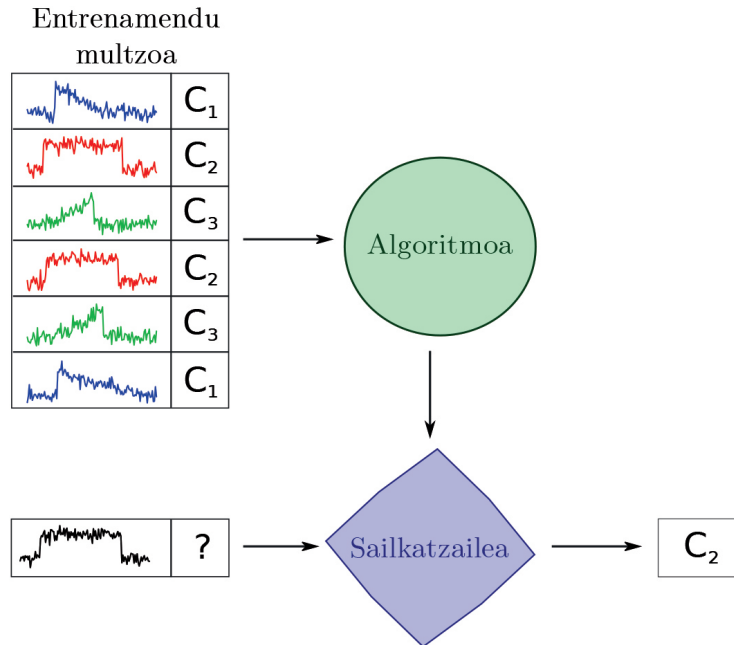 Entrenamendu
multzoa
C₁
C₂
C₃
C₂
C₃
C₁
Algoritmoa
?
Sailkatzailea
C₂